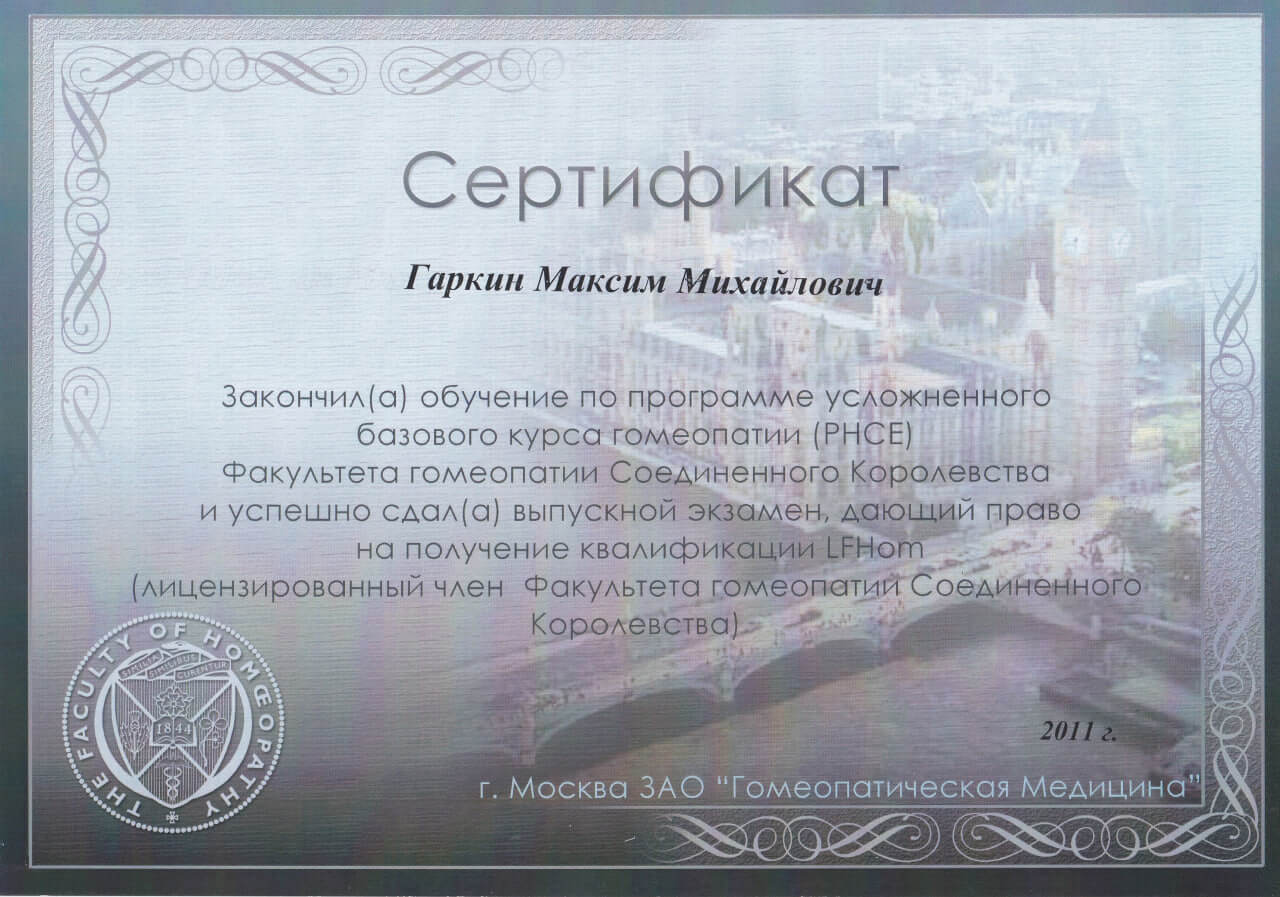 Сертификат
Гаркин Максим Михайлович
Закончил(а) обучение по программе усложненного
базового курса гомеопатии (PHCE)
Факультета гомеопатии Соединенного Королевства
и успешно сдал(а) выпускной экзамен, дающий право
на получение квалификации LFHom
(лицензированный член Факультета гомеопатии Соединенного
Королевства)
THE FACULTY OF HOMŒOPATHY
SIMILIA
SIMILIBUS
CURENTUR
1844
2011 г.
г. Москва ЗАО “Гомеопатическая Медицина”